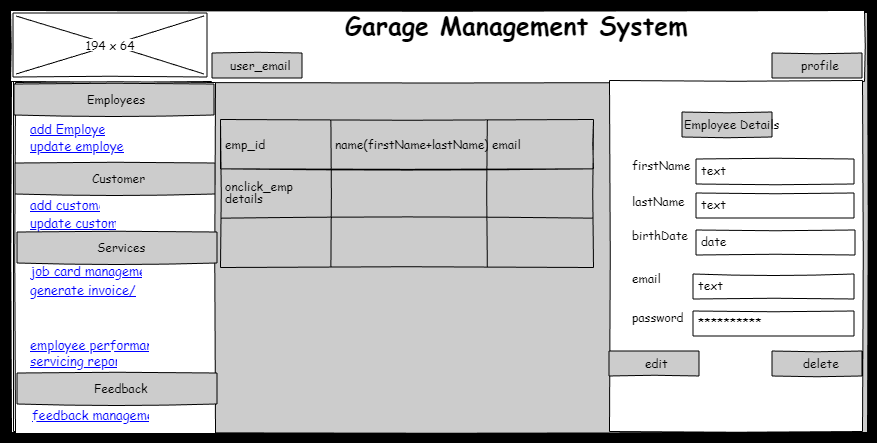 Garage Management System
194 x 64
user_email
profile
Employees
add Employe
update employe
Customer
add custom
update custom
Services
job card manageme
generate invoice/
employee performar
servicing repor
Feedback
feedback manageme
emp_id
name(firstName+lastName)
email
onclick_emp
details
Employee Details
firstName
text
lastName
text
birthDate
date
email
text
password
**********
edit
delete